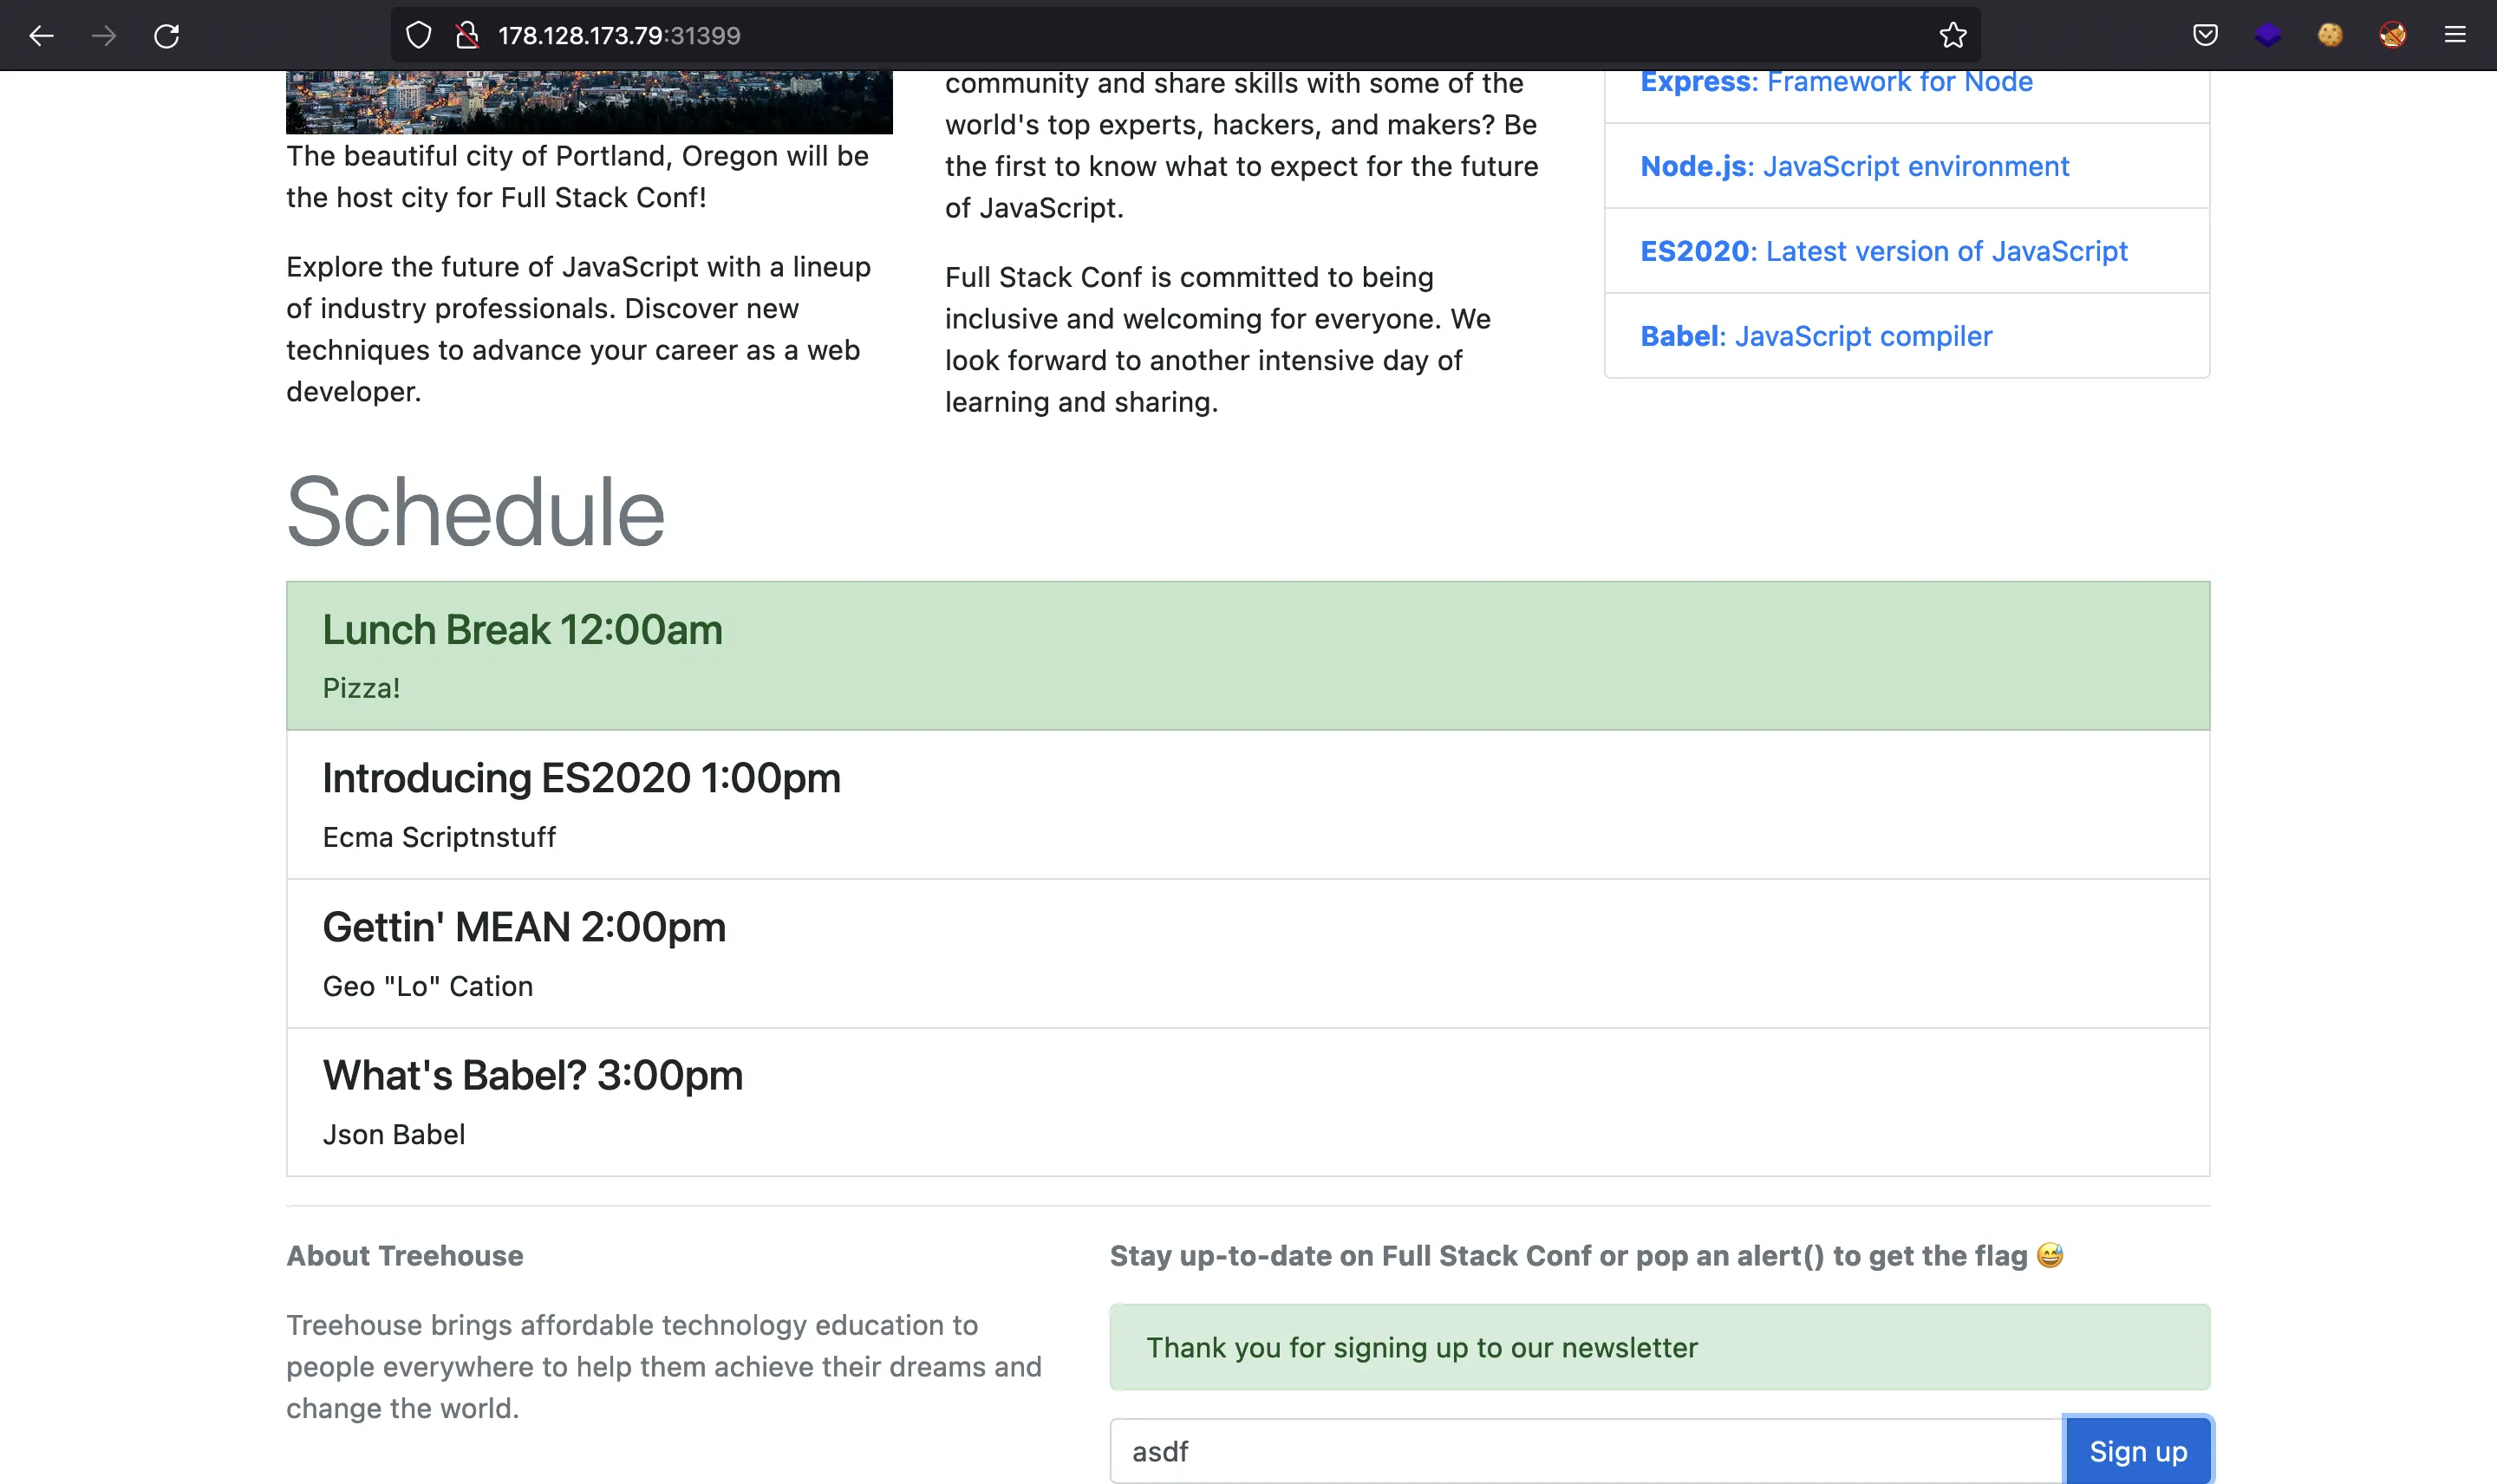 178.128.173.79:31399
The beautiful city of Portland, Oregon will be
the host city for Full Stack Conf!
Explore the future of JavaScript with a lineup
of industry professionals. Discover new
techniques to advance your career as a web
developer.
community and share skills with some of the
world's top experts, hackers, and makers? Be
the first to know what to expect for the future
of JavaScript.
Full Stack Conf is committed to being
inclusive and welcoming for everyone. We
look forward to another intensive day of
learning and sharing.
Express: Framework for Node
Node.js: JavaScript environment
ES2020: Latest version of JavaScript
Babel: JavaScript compiler
Schedule
Lunch Break 12:00am
Pizza!
Introducing ES2020 1:00pm
Ecma Scriptnstuff
Gettin' MEAN 2:00pm
Geo "Lo" Cation
What's Babel? 3:00pm
Json Babel
About Treehouse
Treehouse brings affordable technology education to
people everywhere to help them achieve their dreams and
change the world.
Stay up-to-date on Full Stack Conf or pop an alert() to get the flag 😅
Thank you for signing up to our newsletter
asdf
Sign up